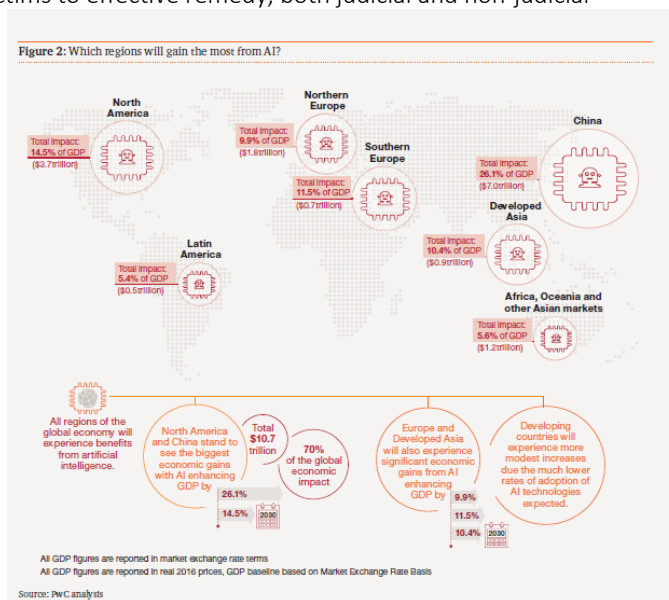 tims to effective remedy, both judicial and non-judicial
Figure 2: Which regions will gain the most from AI?
North
America
Total impact:
14.5% of GDP
($3.7trillion)
Northern
Europe
Total impact:
9.9% of GDP
($1.8trillion)
Southern
Europe
Total impact:
11.5% of GDP
($0.7trillion)
China
Total impact:
26.1% of GDP
($7.0trillion)
Developed
Asia
Total impact:
10.4% of GDP
($0.9trillion)
Latin
America
Total impact:
5.4% of GDP
($0.5trillion)
Africa, Oceania and
other Asian markets
Total impact:
5.6% of GDP
($1.2trillion)
All regions of the
global economy will
experience benefits
from artificial
intelligence.
North America
and China stand to
see the biggest
economic gains
with AI enhancing
GDP by
26.1%
14.5%
2030
Total
$10.7
trillion
70%
of the global
economic
impact
Europe and
Developed Asia
will also experience
significant economic
gains from AI
enhancing
GDP by
9.9%
11.5%
10.4%
2030
Developing
countries will
experience more
modest increases
due the much lower
rates of adoption of
AI technologies
expected.
All GDP figures are reported in market exchange rate terms
All GDP figures are reported in real 2016 prices, GDP baseline based on Market Exchange Rate Basis
Source: PwC analysis